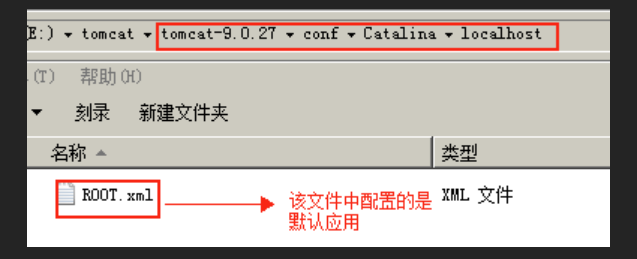 E:) ▾ tomcat ▾ tomcat-9.0.27 ▾ conf ▾ Catalina ▾ localhost
(T) 帮助(H)
刻录 新建文件夹
名称 类型
ROOT.xml 该文件中配置的是 XML 文件
默认应用